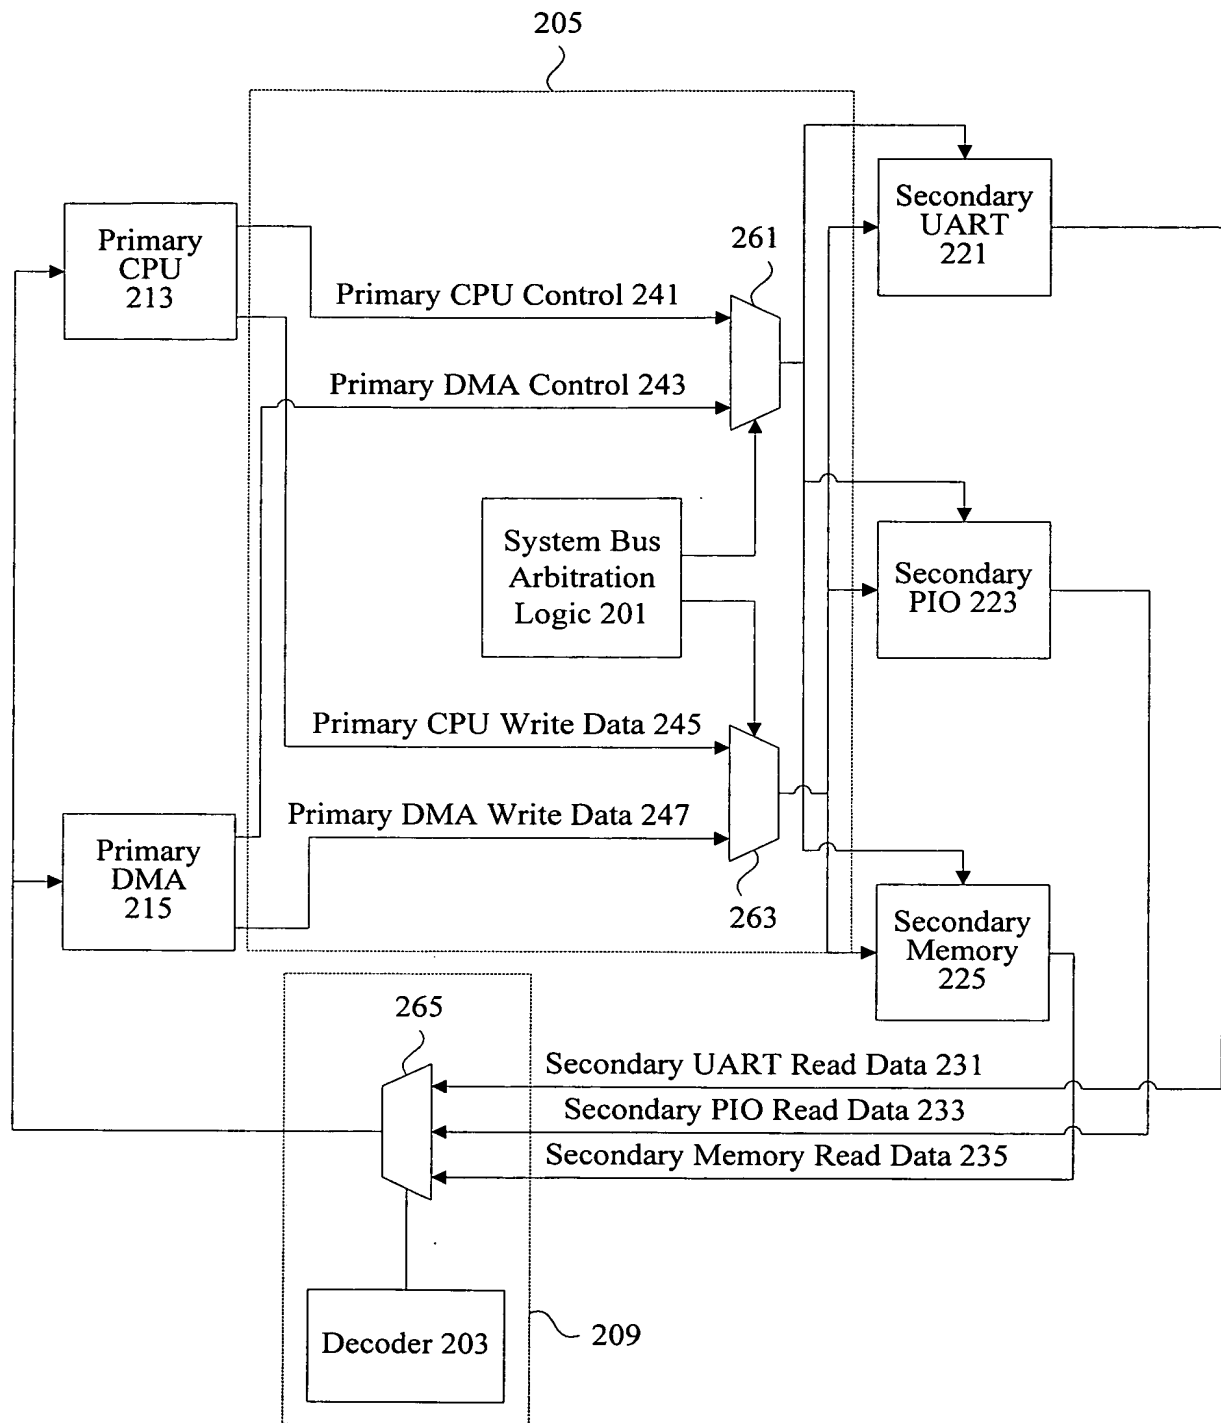 205
Primary
CPU
213
Primary CPU Control 241
261
Secondary
UART
221
Primary DMA Control 243
System Bus
Arbitration
Logic 201
Secondary
PIO 223
Primary CPU Write Data 245
Primary DMA Write Data 247
Primary
DMA
215
263
Secondary
Memory
225
265
Secondary UART Read Data 231
Secondary PIO Read Data 233
Secondary Memory Read Data 235
Decoder 203
209